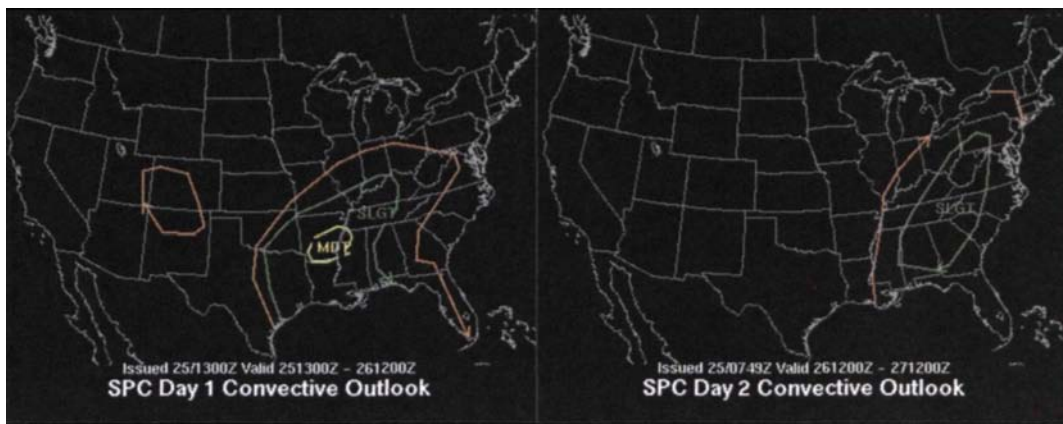 SLGT
MDT
Issued 25/1300Z Valid 251300Z - 261200Z
SPC Day 1 Convective Outlook
SLGT
Issued 25/0749Z Valid 261200Z - 271200Z
SPC Day 2 Convective Outlook